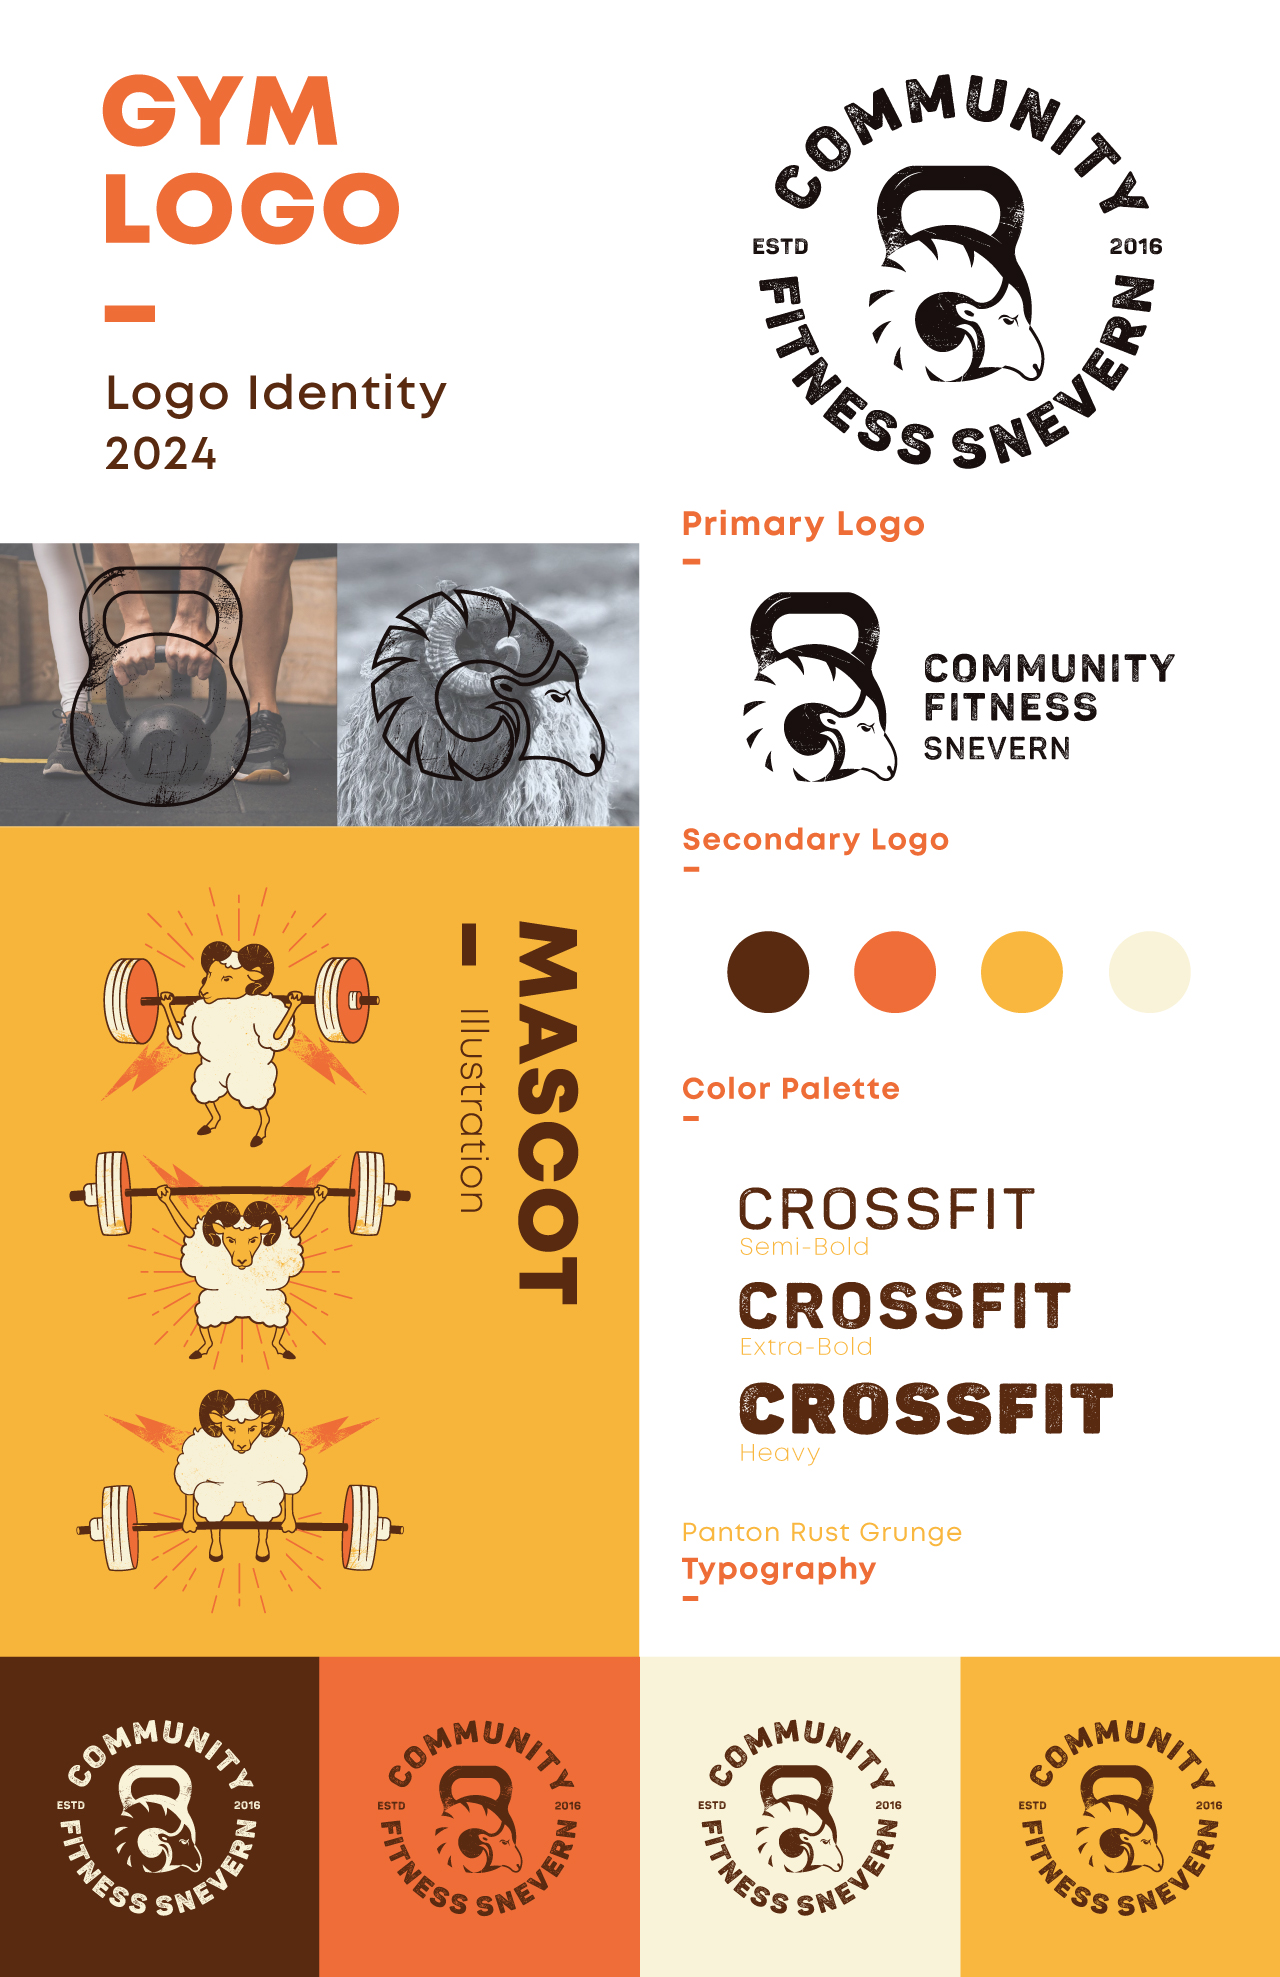 GYM
LOGO
Logo Identity
2024
COMMUNITY
ESTD
2016
FITNESS SNEVERN
Primary Logo
COMMUNITY
FITNESS
SNEVERN
Secondary Logo
MASCOT
Illustration
Color Palette
CROSSFIT
Semi-Bold
CROSSFIT
Extra-Bold
CROSSFIT
Heavy
Panton Rust Grunge
Typography
COMMUNITY
ESTD
2016
FITNESS SNEVERN
COMMUNITY
ESTD
2016
FITNESS SNEVERN
COMMUNITY
ESTD
2016
FITNESS SNEVERN
COMMUNITY
ESTD
2016
FITNESS SNEVERN